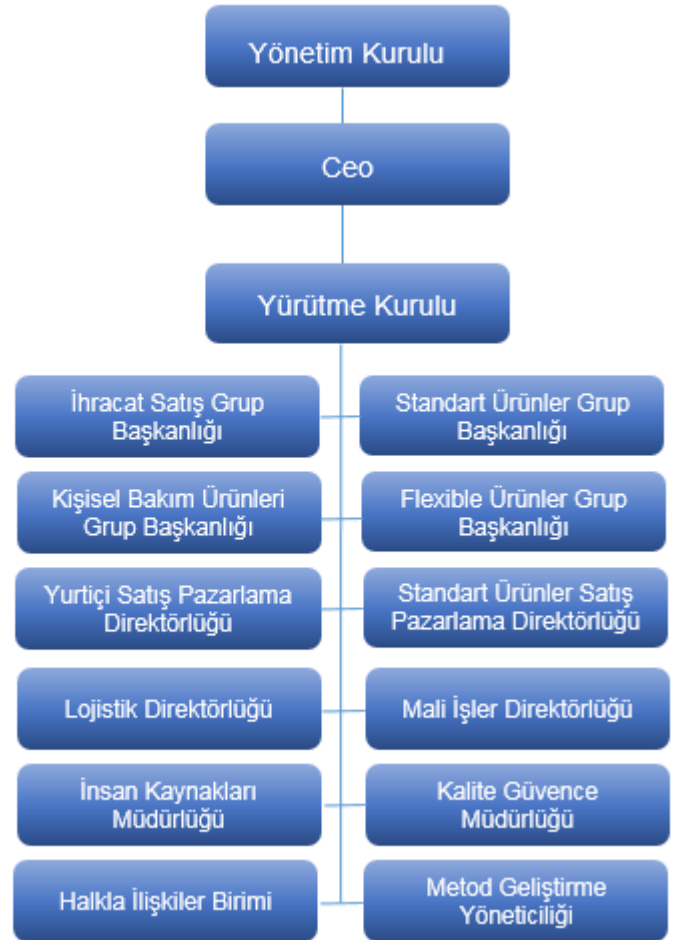 Yönetim Kurulu
Ceo
Yürütme Kurulu
İhracat Satış Grup
Başkanlığı
Standart Ürünler Grup
Başkanlığı
Kişisel Bakım Ürünleri
Grup Başkanlığı
Flexible Ürünler Grup
Başkanlığı
Yurtiçi Satış Pazarlama
Direktörlüğü
Standart Ürünler Satış
Pazarlama Direktörlüğü
Lojistik Direktörlüğü
Mali İşler Direktörlüğü
İnsan Kaynakları
Müdürlüğü
Kalite Güvence
Müdürlüğü
Halkla İlişkiler Birimi
Metod Geliştirme
Yöneticiliği